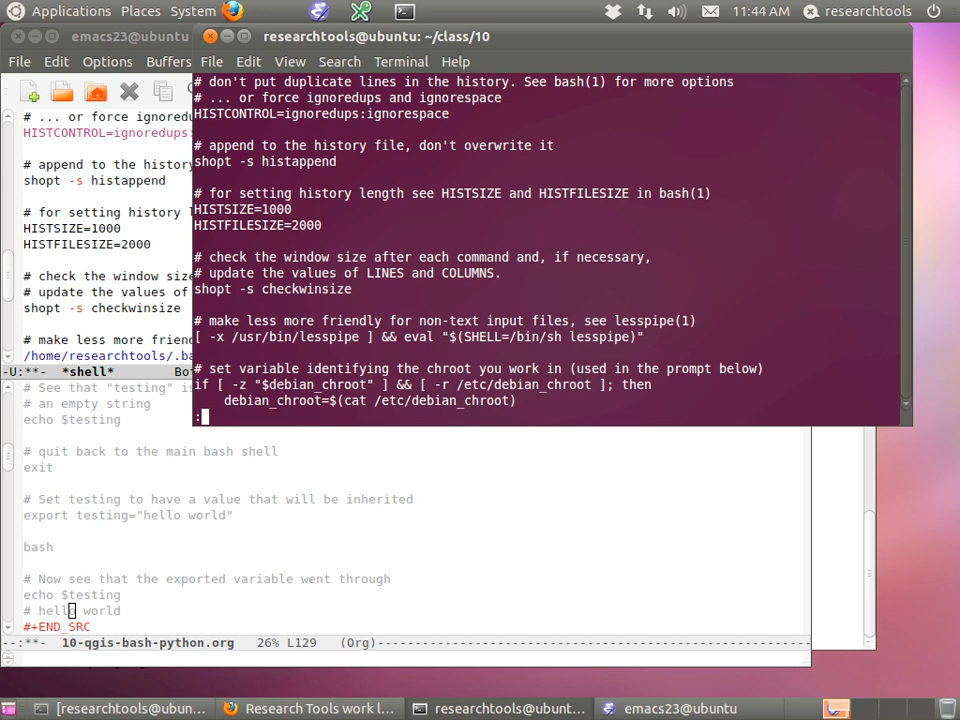 Applications Places System 11:44 AM researchtools
emacs23@ubuntu
File Edit Options Buffers
# ... or force ignoredu
HISTCONTROL=ignoredups:
# append to the history
shopt -s histappend
# for setting history l
HISTSIZE=1000
HISTFILESIZE=2000
# check the window size
# update the values of
shopt -s checkwinsize
# make less more friend
/home/researchtools/.ba
-U:**- *shell* Bo
# See that "testing" is
# an empty string
echo $testing
# quit back to the main bash shell
exit
# Set testing to have a value that will be inherited
export testing="hello world"
bash
# Now see that the exported variable went through
echo $testing
# hello world
#+END_SRC
--:**- 10-qgis-bash-python.org 26% L129 (Org)
researchtools@ubuntu: ~/class/10
File Edit View Search Terminal Help
# don't put duplicate lines in the history. See bash(1) for more options
# ... or force ignoredups and ignorespace
HISTCONTROL=ignoredups:ignorespace
# append to the history file, don't overwrite it
shopt -s histappend
# for setting history length see HISTSIZE and HISTFILESIZE in bash(1)
HISTSIZE=1000
HISTFILESIZE=2000
# check the window size after each command and, if necessary,
# update the values of LINES and COLUMNS.
shopt -s checkwinsize
# make less more friendly for non-text input files, see lesspipe(1)
[ -x /usr/bin/lesspipe ] && eval "$(SHELL=/bin/sh lesspipe)"
# set variable identifying the chroot you work in (used in the prompt below)
if [ -z "$debian_chroot" ] && [ -r /etc/debian_chroot ]; then
debian_chroot=$(cat /etc/debian_chroot)
:
[researchtools@ubun... Research Tools work l... researchtools@ubunt... emacs23@ubuntu